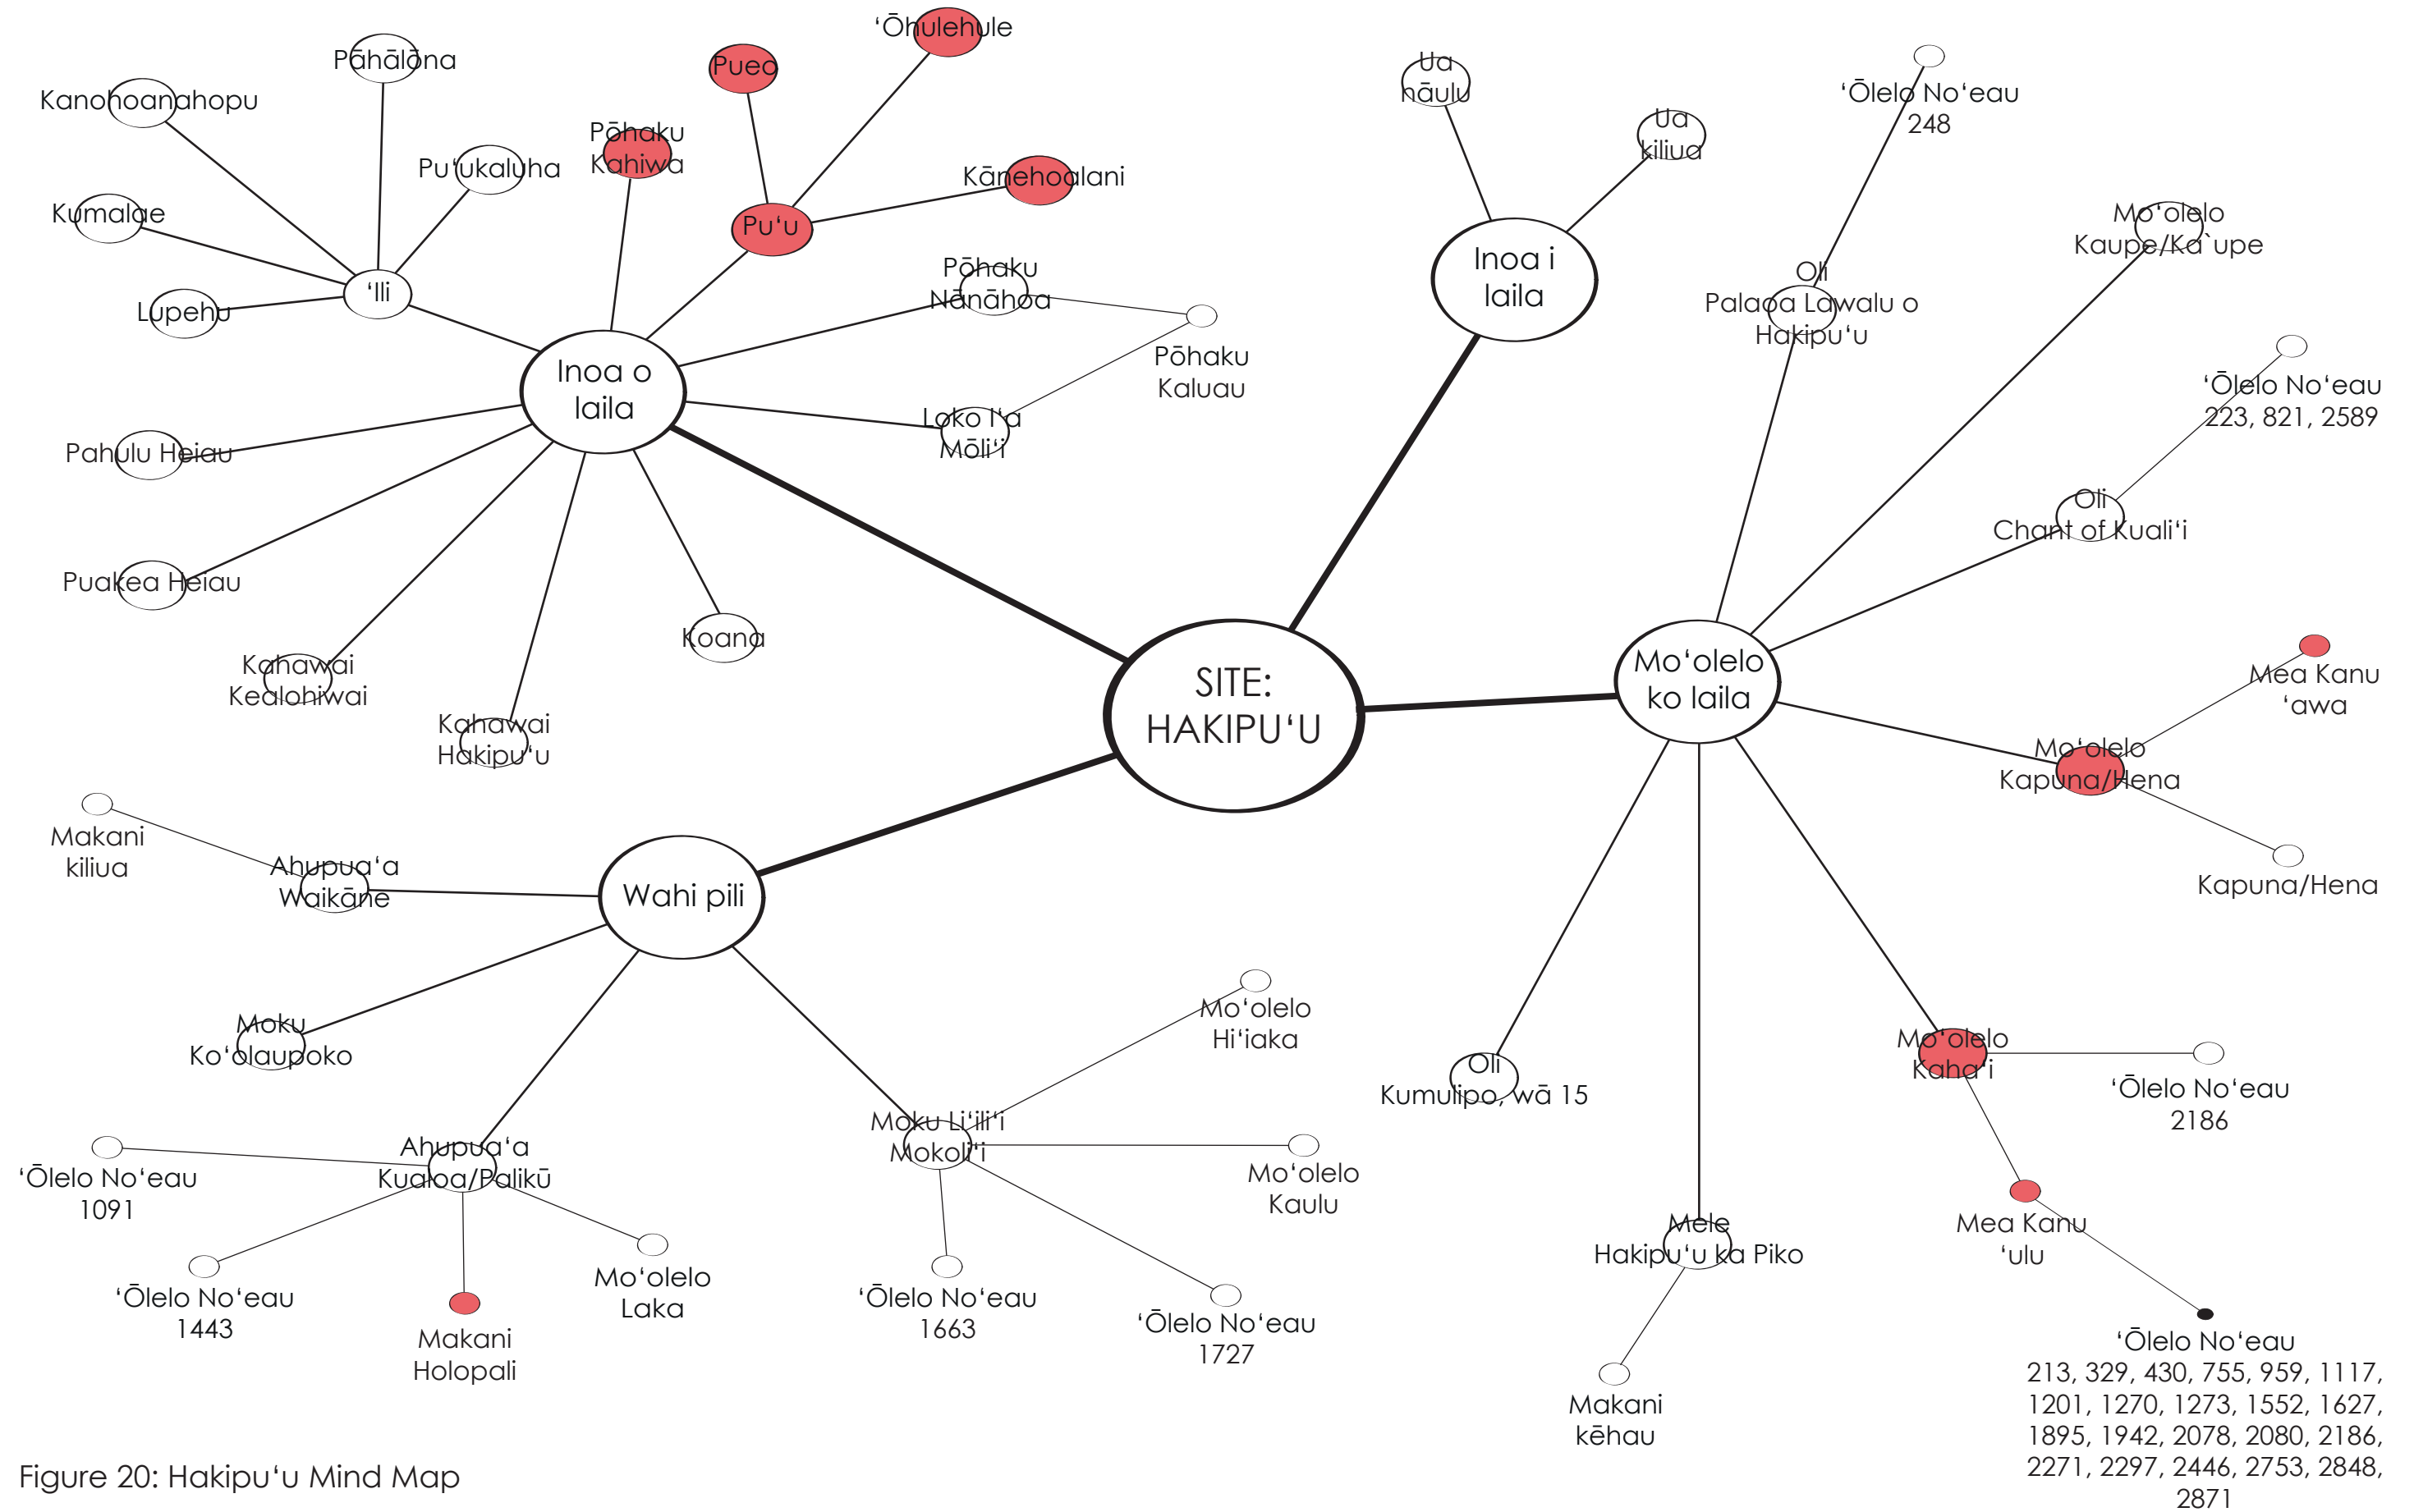 ʻŌhulehule
Pāhālōna
Pueo
Kanohoanahopu
Puʻukaluha
Pōhaku
Kahiwa
Kānehoalani
Kumalae
Puʻu
ʻIli
Lupehu
Pōhaku
Nānāhoa
Pōhaku
Kaluau
Inoa o
laila
Loko Iʻa
Mōliʻi
Pahulu Heiau
Puakea Heiau
Kahawai
Kealohiwai
Kahawai
Hakipuʻu
Koana
Ua
nāulu
Ua
kiliua
Inoa i
laila
SITE:
HAKIPUʻU
ʻŌlelo Noʻeau
248
Oli
Palaoa Lawalu o
Hakipuʻu
Moʻolelo
Kaupe/Ka`upe
ʻŌlelo Noʻeau
223, 821, 2589
Oli
Chant of Kualiʻi
Moʻolelo
ko laila
Mea Kanu
ʻawa
Moʻolelo
Kapuna/Hena
Kapuna/Hena
Moʻolelo
Kahaʻi
ʻŌlelo Noʻeau
2186
Mea Kanu
ʻulu
ʻŌlelo Noʻeau
213, 329, 430, 755, 959, 1117,
1201, 1270, 1273, 1552, 1627,
1895, 1942, 2078, 2080, 2186,
2271, 2297, 2446, 2753, 2848,
2871
Oli
Kumulipo, wā 15
Mele
Hakipuʻu ka Piko
Makani
kēhau
Wahi pili
Makani
kiliua
Ahupuaʻa
Waikāne
Moku
Koʻolaupoko
Ahupuaʻa
Kualoa/Palikū
ʻŌlelo Noʻeau
1091
ʻŌlelo Noʻeau
1443
Makani
Holopali
Moʻolelo
Laka
Moku Liʻiliʻi
Mokoliʻi
Moʻolelo
Hiʻiaka
Moʻolelo
Kaulu
ʻŌlelo Noʻeau
1663
ʻŌlelo Noʻeau
1727
Figure 20: Hakipuʻu Mind Map